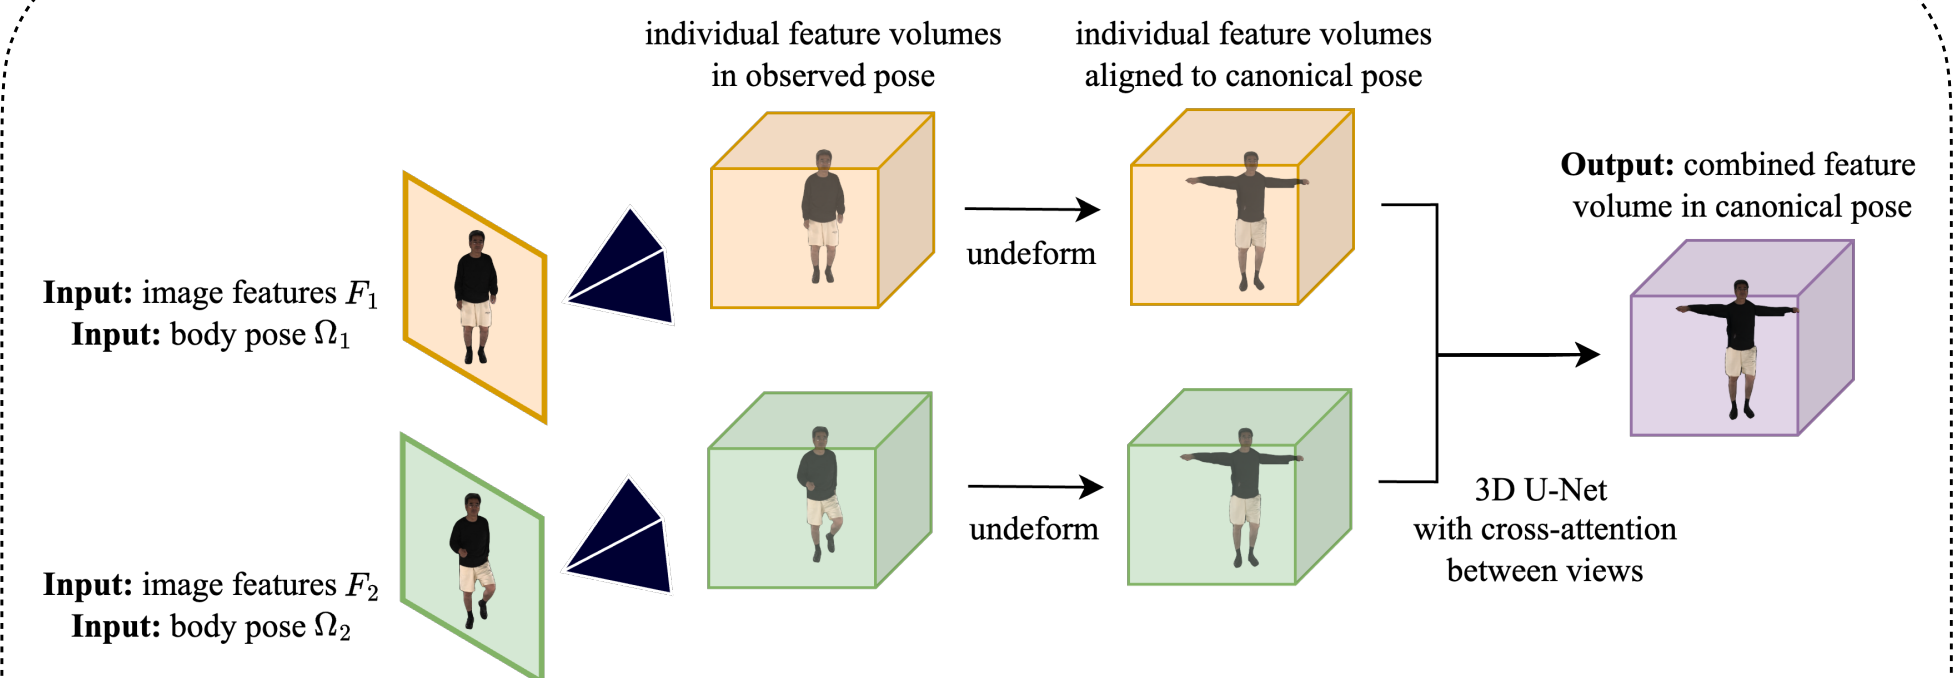 individual feature volumes
in observed pose
individual feature volumes
aligned to canonical pose
Output: combined feature
volume in canonical pose
Input: image features F₁
Input: body pose Ω₁
undeform
Input: image features F₂
Input: body pose Ω₂
undeform
3D U-Net
with cross-attention
between views